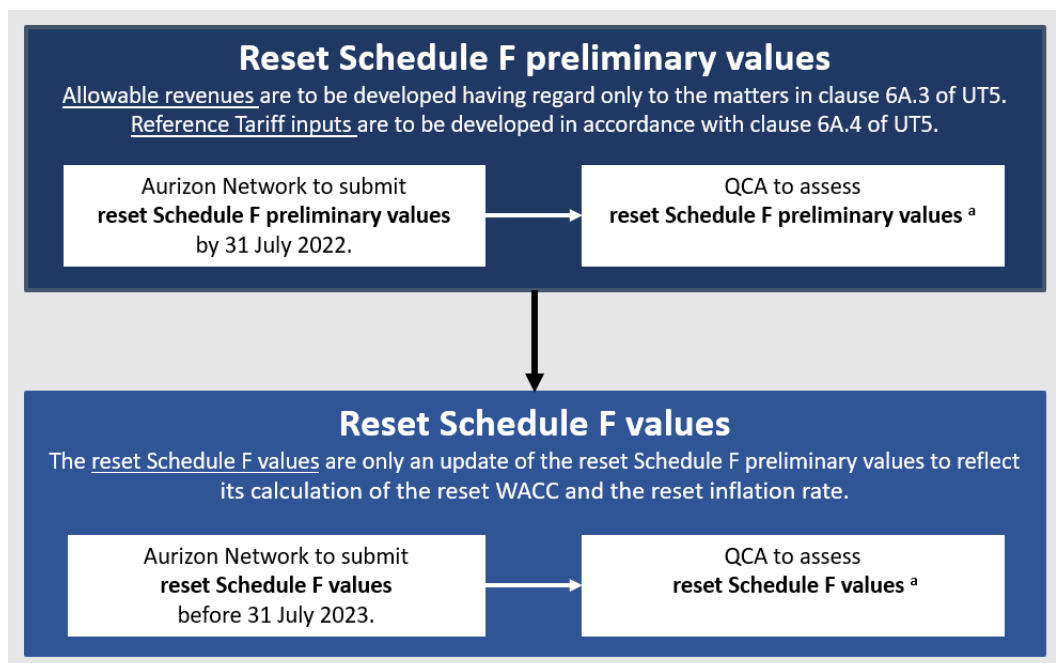 Reset Schedule F preliminary values
Allowable revenues are to be developed having regard only to the matters in clause 6A.3 of UT5.
Reference Tariff inputs are to be developed in accordance with clause 6A.4 of UT5.
Aurizon Network to submit
reset Schedule F preliminary values
by 31 July 2022.
QCA to assess
reset Schedule F preliminary values ᵃ
Reset Schedule F values
The reset Schedule F values are only an update of the reset Schedule F preliminary values to reflect
its calculation of the reset WACC and the reset inflation rate.
Aurizon Network to submit
reset Schedule F values
before 31 July 2023.
QCA to assess
reset Schedule F values ᵃ